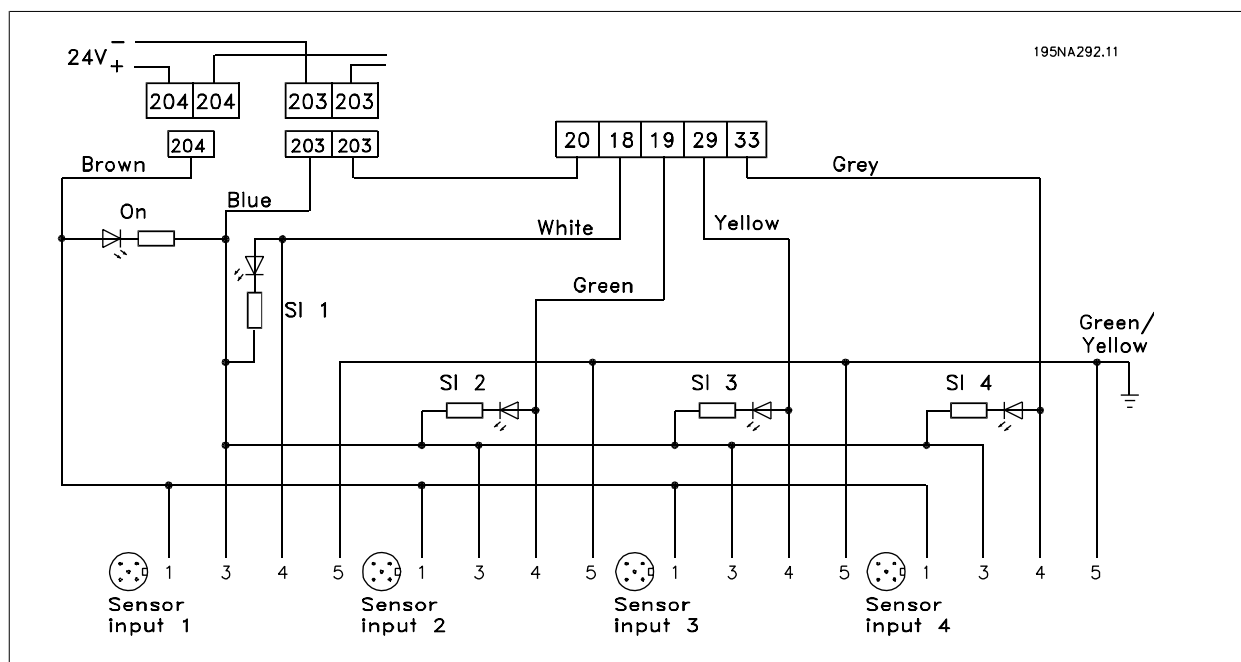 195NA292.11
24V
−
+
204 204 203 203
204 203 203
20 18 19 29 33
Brown
Grey
Blue
On
White
Yellow
Green
SI 1
Green/
Yellow
SI 2
SI 3
SI 4
1 3 4 5 1 3 4 5 1 3 4 5 1 3 4 5
Sensor
input 1
Sensor
input 2
Sensor
input 3
Sensor
input 4